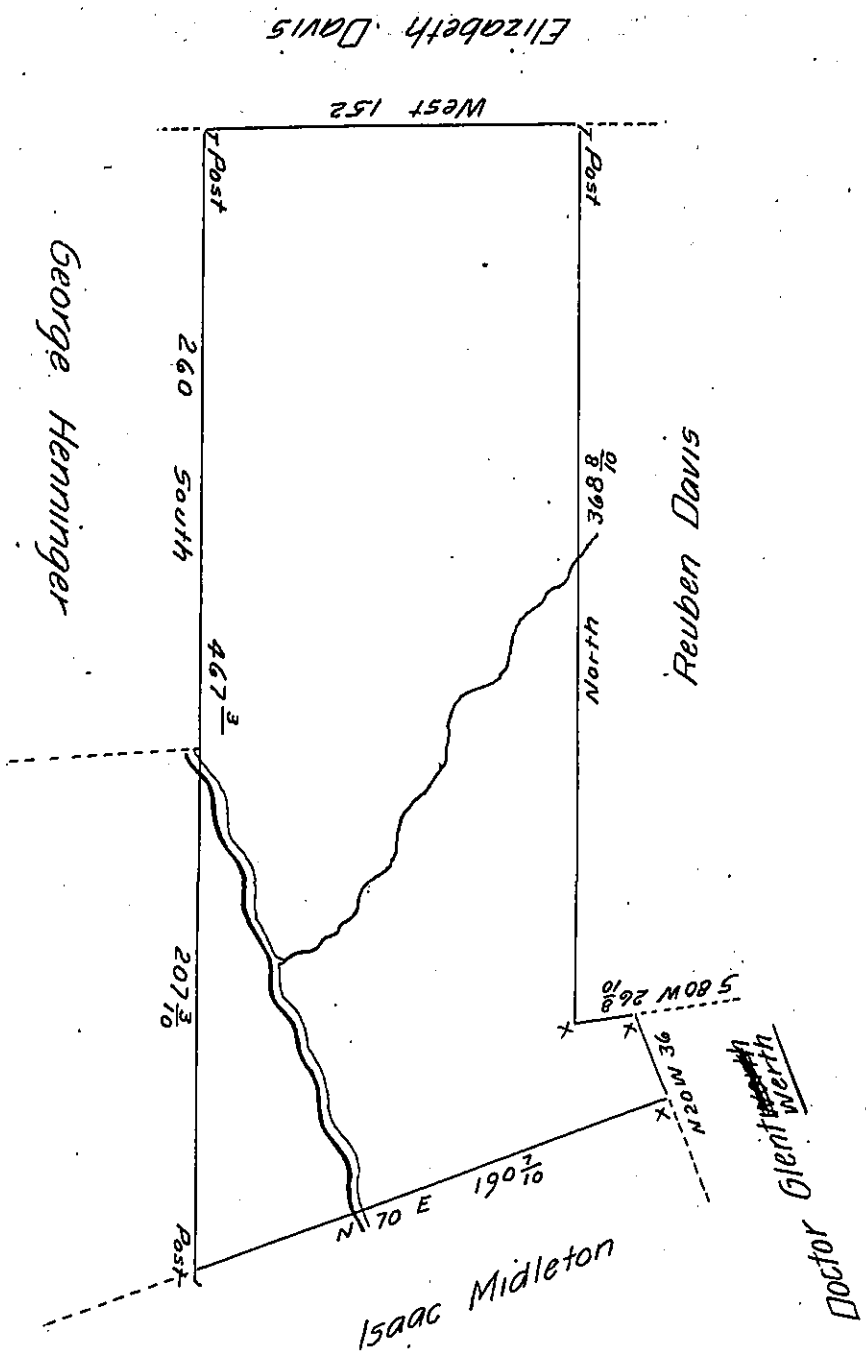 Elizabeth Davis
West 152
Post
Post
George Henninger
260 South 467 3
207 3/10
Post
368 8/10
North
Reuben Davis
S 80 W 26 8/10
N 20 W 36
Doctor Glent
Werth
N 70 E 190 7/10
Isaac Midleton
X
X
X